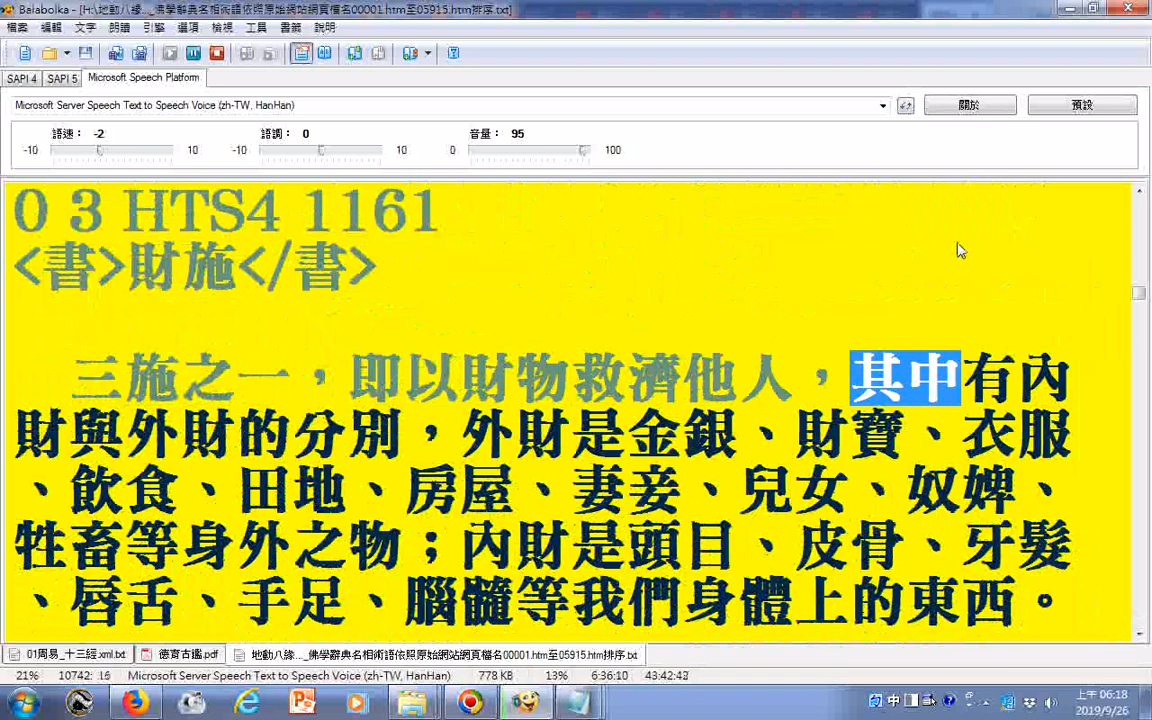 Balabolka - [H:\地動八緣..._佛學辭典名相術語依照原始網站網頁檔名00001.htm至05915.htm排序.txt]
檔案 編輯 文字 朗讀 引擎 選項 檢視 工具 書籤 說明
SAPI 4 SAPI 5 Microsoft Speech Platform
Microsoft Server Speech Text to Speech Voice (zh-TW, HanHan) 關於 預設
語速： -2 語調： 0 音量： 95
-10 10 -10 10 0 100
0 3 HTS4 1161
<書>財施</書>
三施之一，即以財物救濟他人，其中有內
財與外財的分別，外財是金銀、財寶、衣服
、飲食、田地、房屋、妻妾、兒女、奴婢、
牲畜等身外之物；內財是頭目、皮骨、牙髮
、唇舌、手足、腦髓等我們身體上的東西。
01周易_十三經.xml.txt 德育古鑑.pdf 地動八緣..._佛學辭典名相術語依照原始網站網頁檔名00001.htm至05915.htm排序.txt
21% 10742: 16 Microsoft Server Speech Text to Speech Voice (zh-TW, HanHan) 778 KB 13% 6:36:10 43:42:42
中 上午 06:18
2019/9/26